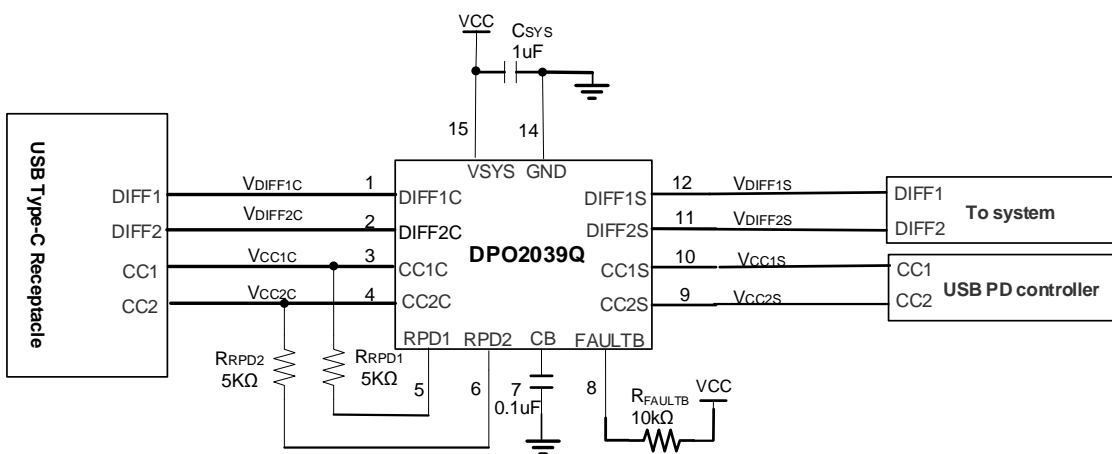 VCC
CSYS
1uF
15
14
VSYS
GND
USB Type-C Receptacle
DIFF1
DIFF2
CC1
CC2
VDIFF1C
VDIFF2C
VCC1C
VCC2C
1
2
3
4
DIFF1C
DIFF2C
CC1C
CC2C
DPO2039Q
DIFF1S
DIFF2S
CC1S
CC2S
12
11
10
9
VDIFF1S
VDIFF2S
VCC1S
VCC2S
DIFF1
DIFF2
To system
CC1
CC2
USB PD controller
RPD1
RPD2
CB
FAULTB
RRPD2
5KΩ
RRPD1
5KΩ
5
6
7
0.1uF
8
RFAULTB
10kΩ
VCC